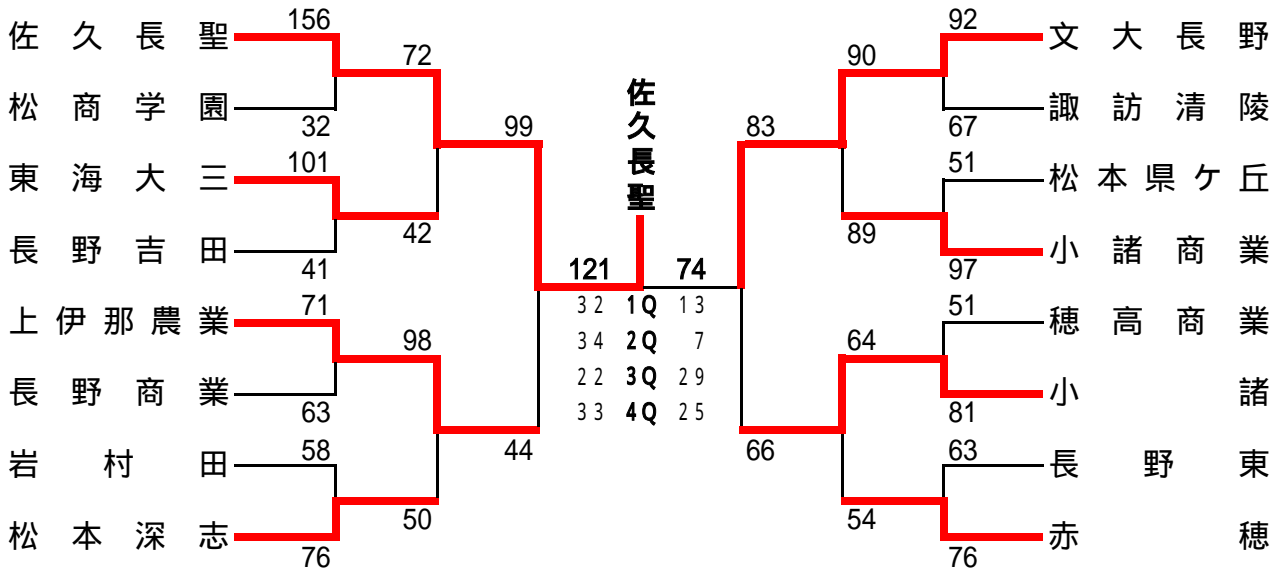 156
佐久長聖
72
松商学園
32
99
101
東海大三
42
長野吉田
41
71
上伊那農業
98
長野商業
63
44
58
岩村田
50
松本深志
76
佐久長聖
121 74
32 1Q 13
34 2Q 7
22 3Q 29
33 4Q 25
92
文大長野
90
諏訪清陵
67
83
51
松本県ケ丘
89
小諸商業
97
51
穂高商業
64
小諸
81
66
63
長野東
54
赤穂
76